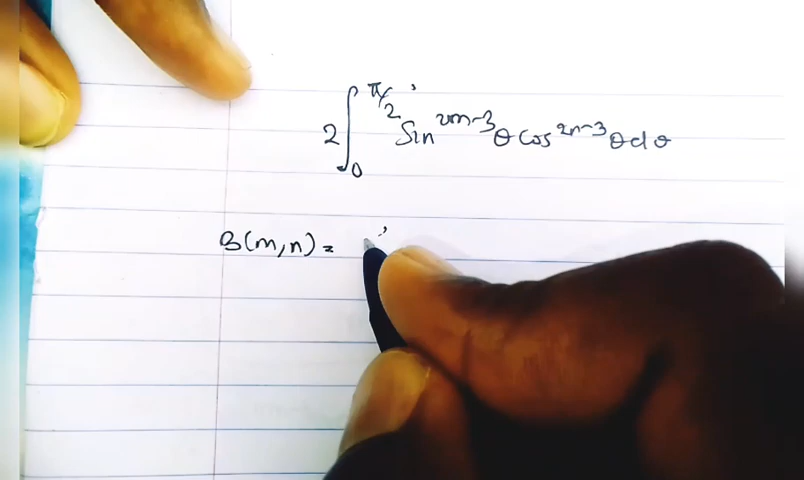 2∫₀^{π/2} Sin^{2m-3}θ cos^{2n-3}θ dθ
B(m,n) =